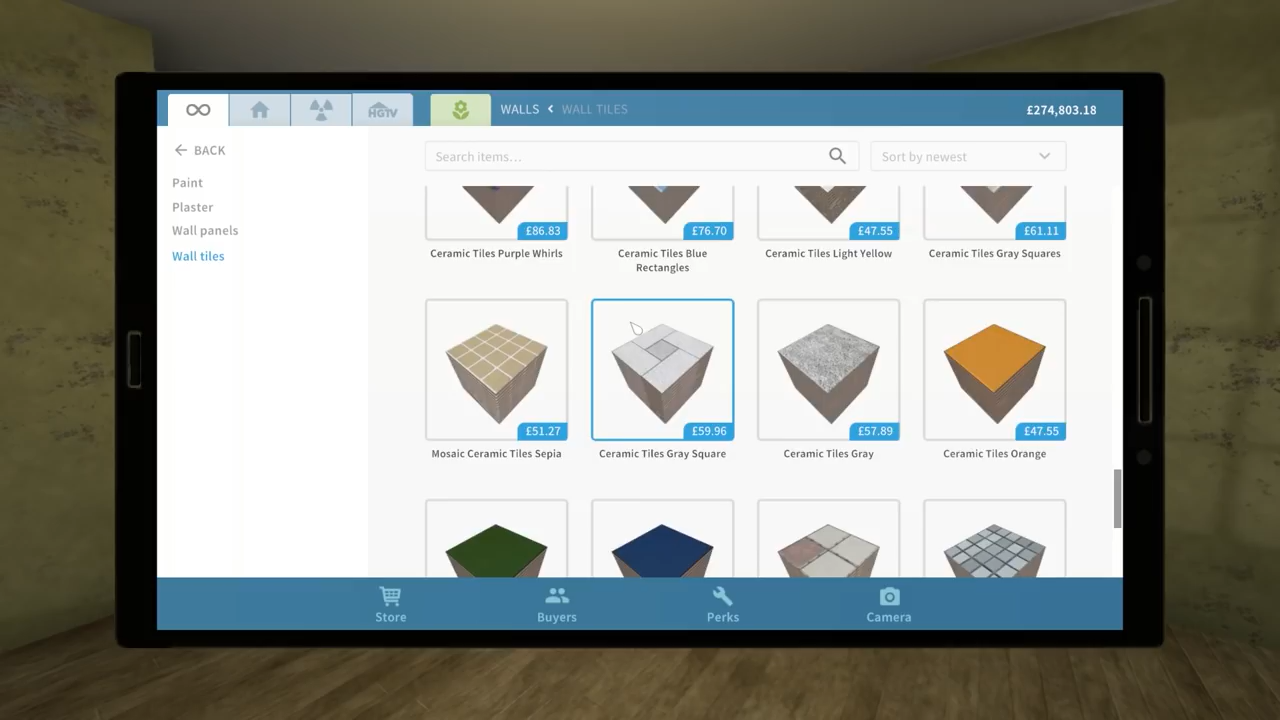 HGTV
WALLS
WALL TILES
£274,803.18
BACK
Search items...
Sort by newest
Paint
Plaster
Wall panels
Wall tiles
£86.83
£76.70
£47.55
£61.11
Ceramic Tiles Purple Whirls
Ceramic Tiles Blue
Rectangles
Ceramic Tiles Light Yellow
Ceramic Tiles Gray Squares
£51.27
£59.96
£57.89
£47.55
Mosaic Ceramic Tiles Sepia
Ceramic Tiles Gray Square
Ceramic Tiles Gray
Ceramic Tiles Orange
Store
Buyers
Perks
Camera